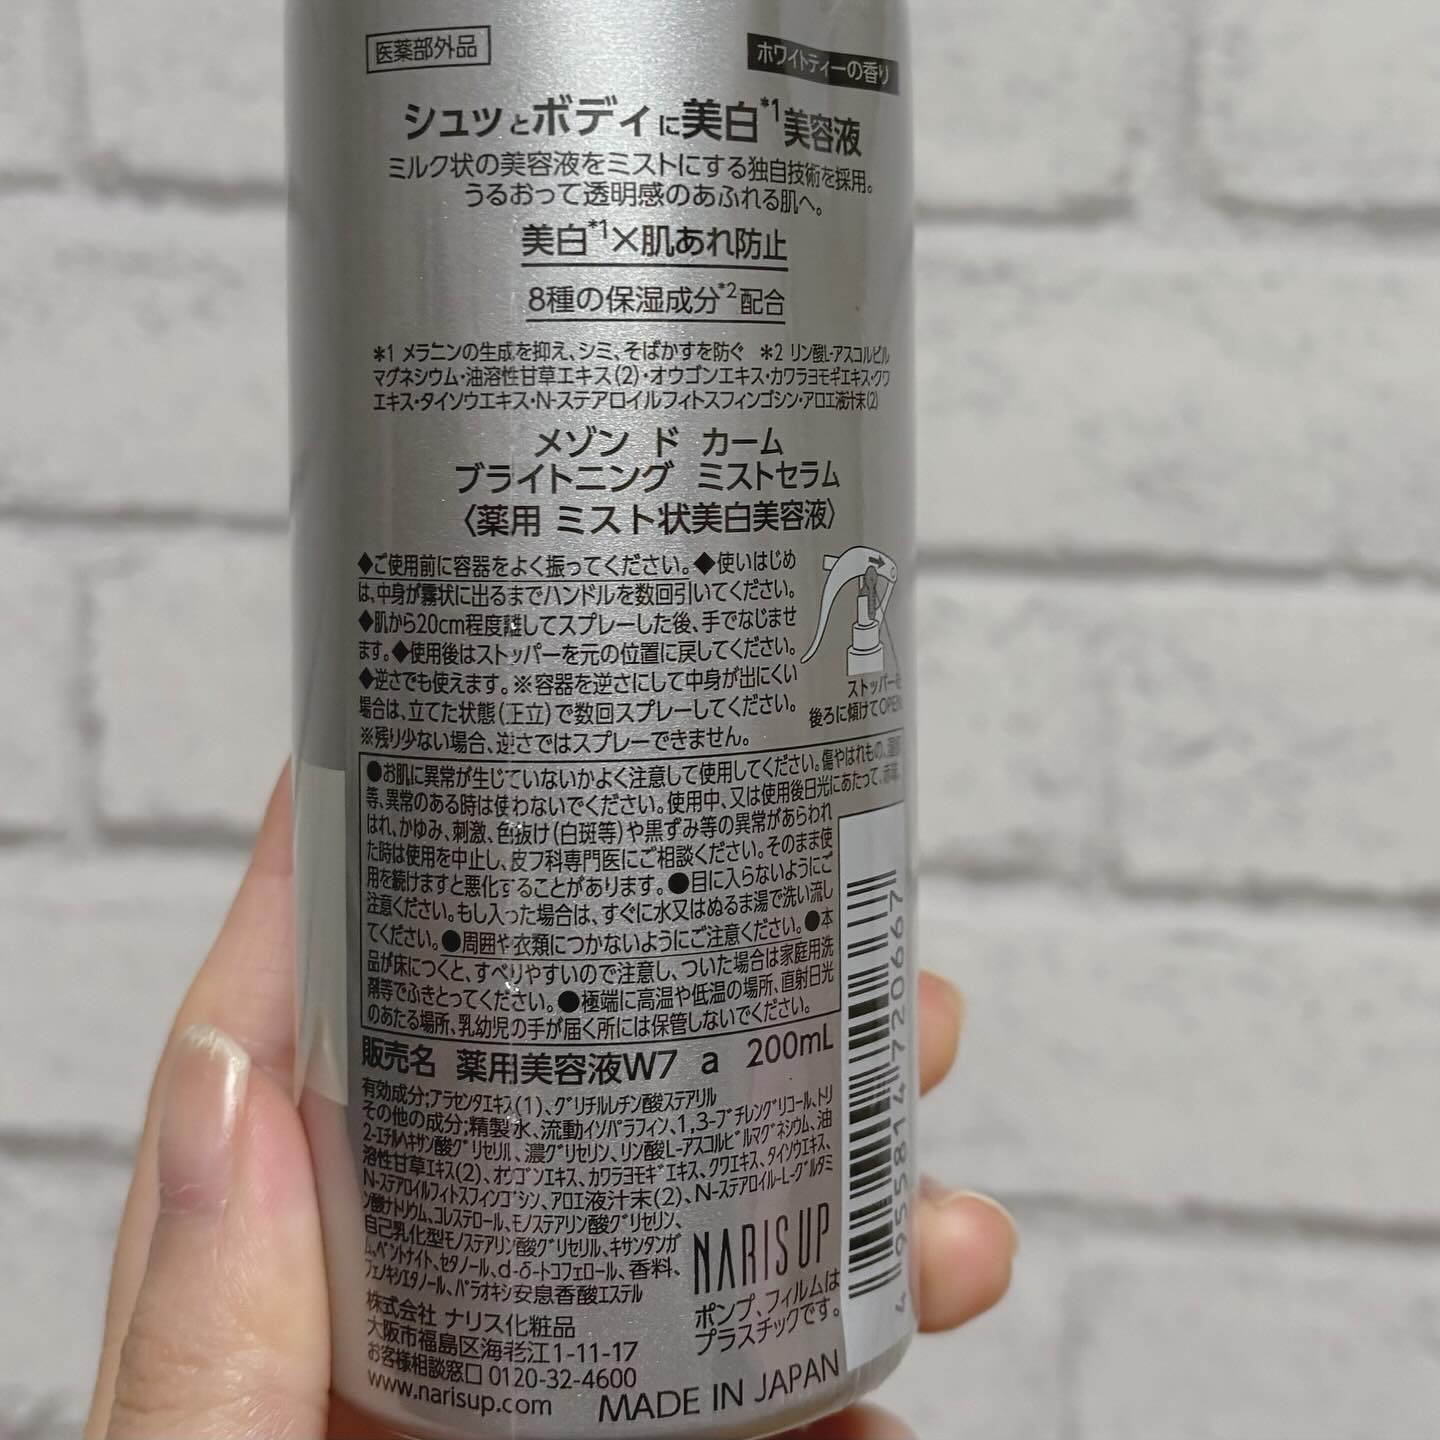 医薬部外品
ホワイトティーの香り
シュッとボディに美白*1美容液
ミルク状の美容液をミストにする独自技術を採用。
うるおって透明感のあふれる肌へ。
美白*1×肌あれ防止
8種の保湿成分*2配合
*1 メラニンの生成を抑え、シミ、そばかすを防ぐ *2 リン酸L-アスコルビル
マグネシウム・油溶性甘草エキス(2)・オウゴンエキス・カワラヨモギエキス・クワ
エキス・タイソウエキス・N-ステアロイルフィトスフィンゴシン・アロエ液汁末(2)
メゾン ド カーム
ブライトニング ミストセラム
〈薬用 ミスト状美白美容液〉
◆ご使用前に容器をよく振ってください。◆使いはじめ
は、中身が霧状に出るまでハンドルを数回引いてください。
◆肌から20cm程度離してスプレーした後、手でなじませ
ます。◆使用後はストッパーを元の位置に戻してください。
◆逆さでも使えます。※容器を逆さにして中身が出にくい
場合は、立てた状態(正立)で数回スプレーしてください。
※残り少ない場合、逆さではスプレーできません。
ストッパーを
後ろに傾けてOPEN
●お肌に異常が生じていないかよく注意して使用してください。傷やはれもの、湿疹
等、異常のある時は使わないでください。使用中、又は使用後日光にあたって、赤味、
はれ、かゆみ、刺激、色抜け(白斑等)や黒ずみ等の異常があらわれ
た時は使用を中止し、皮フ科専門医にご相談ください。そのまま使
用を続けますと悪化することがあります。●目に入らないようにご
注意ください。もし入った場合は、すぐに水又はぬるま湯で洗い流し
てください。●周囲や衣類につかないようにご注意ください。●本
品が床につくと、すべりやすいので注意し、ついた場合は家庭用洗
剤等でふきとってください。●極端に高温や低温の場所、直射日光
のあたる場所、乳幼児の手が届く所には保管しないでください。
販売名 薬用美容液W7 a 200mL
有効成分;プラセンタエキス(1)、グリチルレチン酸ステアリル
その他の成分;精製水、流動イソパラフィン、1,3-ブチレングリコール、トリ
2-エチルヘキサン酸グリセリル、濃グリセリン、リン酸L-アスコルビルマグネシウム、油
溶性甘草エキス(2)、オウゴンエキス、カワラヨモギエキス、クワエキス、タイソウエキス、
N-ステアロイルフィトスフィンゴシン、アロエ液汁末(2)、N-ステアロイル-L-グルタミ
ン酸ナトリウム、コレステロール、モノステアリン酸グリセリン、
自己乳化型モノステアリン酸グリセリル、キサンタンガ
ム、ベントナイト、セタノール、d-δ-トコフェロール、香料、
フェノキシエタノール、パラオキシ安息香酸エステル
株式会社 ナリス化粧品
大阪市福島区海老江1-11-17
お客様相談窓口 0120-32-4600
www.narisup.com
NARIS UP
ポンプ、フィルムは
プラスチックです。
MADE IN JAPAN
4 955814 720667